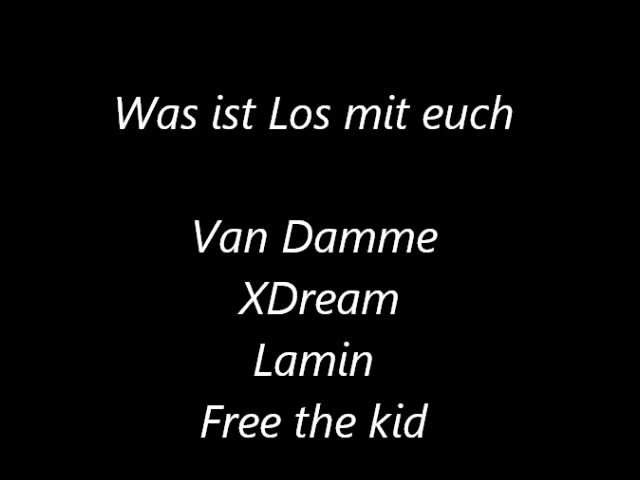 Was ist Los mit euch
Van Damme
XDream
Lamin
Free the kid